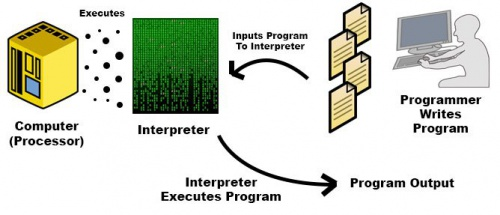 Executes
Inputs Program
To Interpreter
Computer
(Processor)
Interpreter
Programmer
Writes
Program
Interpreter
Executes Program
Program Output